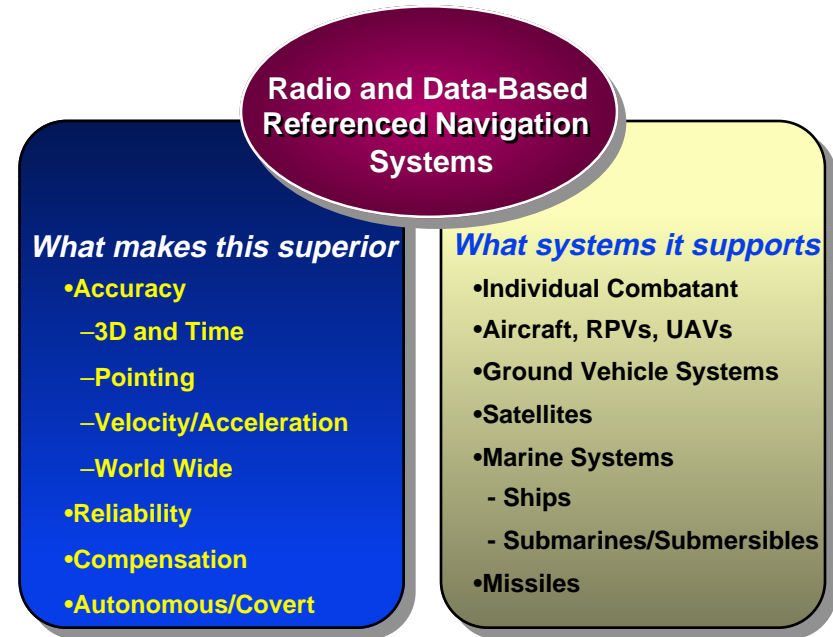 Radio and Data-Based
Referenced Navigation
Systems
What makes this superior
•Accuracy
–3D and Time
–Pointing
–Velocity/Acceleration
–World Wide
•Reliability
•Compensation
•Autonomous/Covert
What systems it supports
•Individual Combatant
•Aircraft, RPVs, UAVs
•Ground Vehicle Systems
•Satellites
•Marine Systems
- Ships
- Submarines/Submersibles
•Missiles